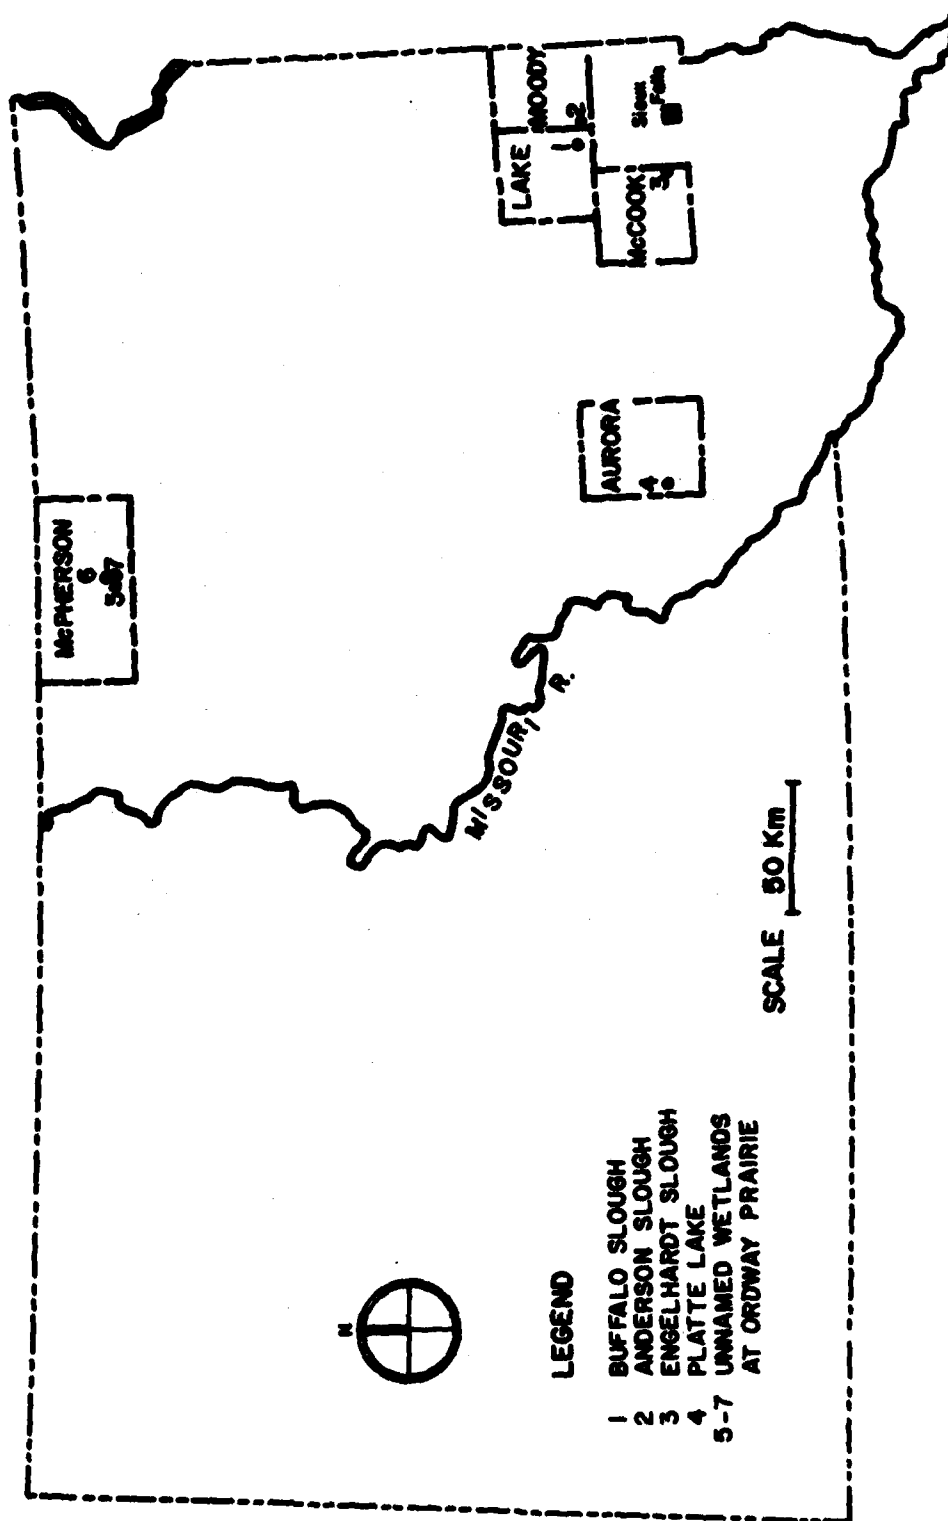 McPHERSON
6
5 7
LAKE
MOODY
1
2
McCOOK
3
Sioux
Falls
AURORA
4
MISSOURI R.
N
SCALE 50 Km
LEGEND
1 BUFFALO SLOUGH
2 ANDERSON SLOUGH
3 ENGELHARDT SLOUGH
4 PLATTE LAKE
5-7 UNNAMED WETLANDS
AT ORDWAY PRAIRIE